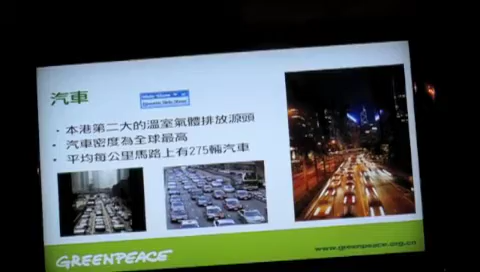 汽車
• 本港第二大的溫室氣體排放源頭
• 汽車密度為全球最高
• 平均每公里馬路上有275輛汽車
GREENPEACE
www.greenpeace.org.cn